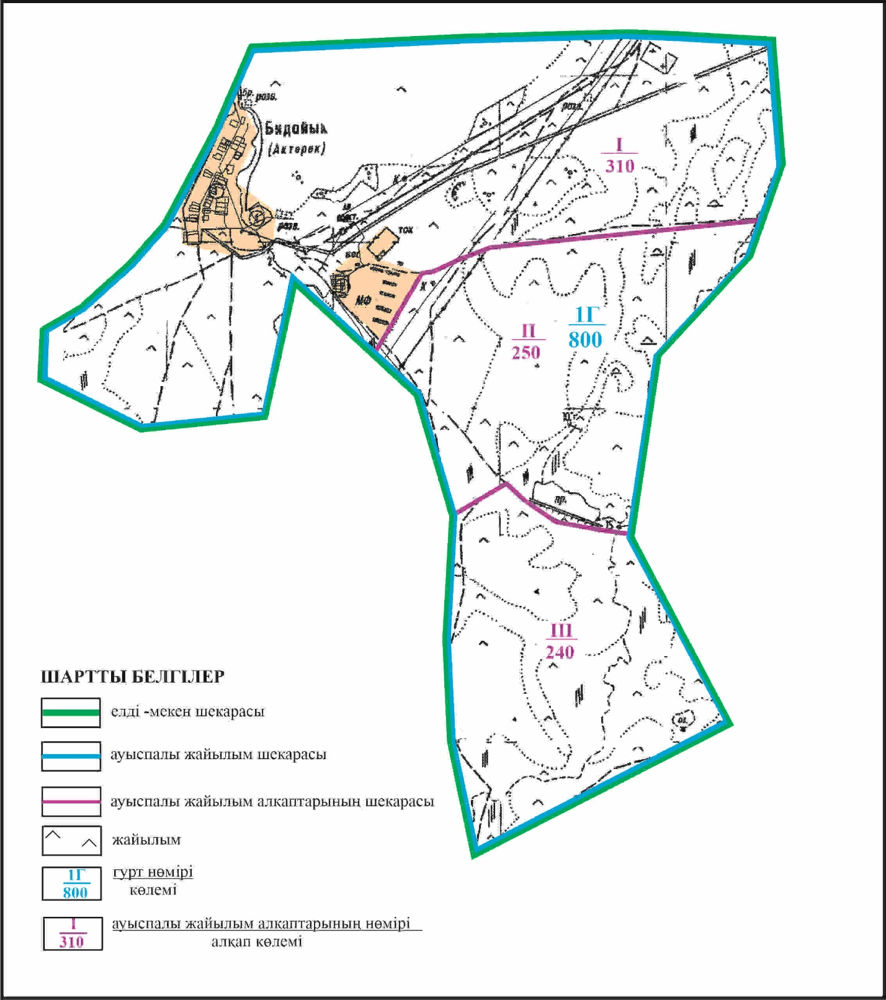 бр.
разв.
Бидайык
(Актерек)
разв.
I
310
разв.
ток
МФ
II
250
1Г
800
пр.
III
240
ШАРТТЫ БЕЛГІЛЕР
елді -мекен шекарасы
ауыспалы жайылым шекарасы
ауыспалы жайылым алкаптарының шекарасы
жайылым
1Г
800
гурт нөмірі
көлемі
I
310
ауыспалы жайылым алқаптарының нөмірі
алқап көлемі